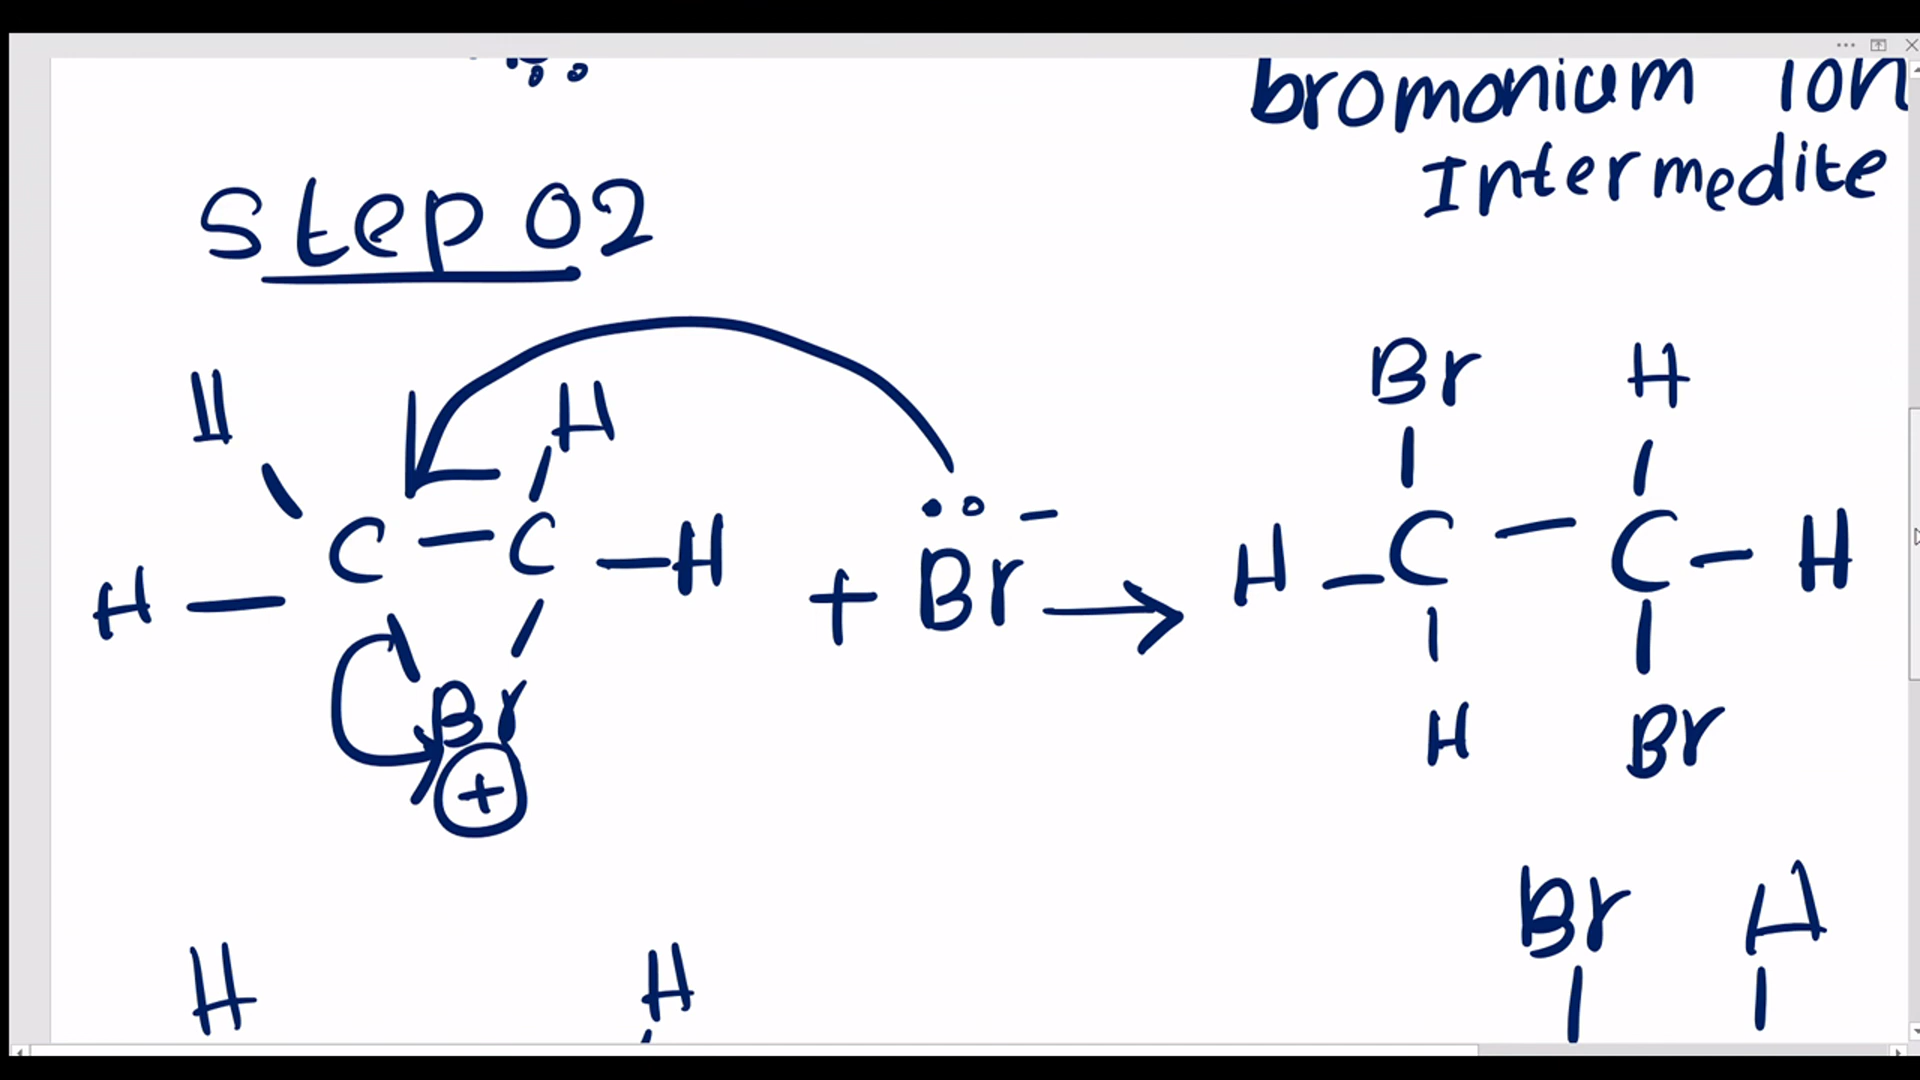 bromonium ion
Intermedite
Step 02
H H Br H
C - C - H + Br⁻ → H - C - C - H
H -
Br H Br
+
Br H
H H